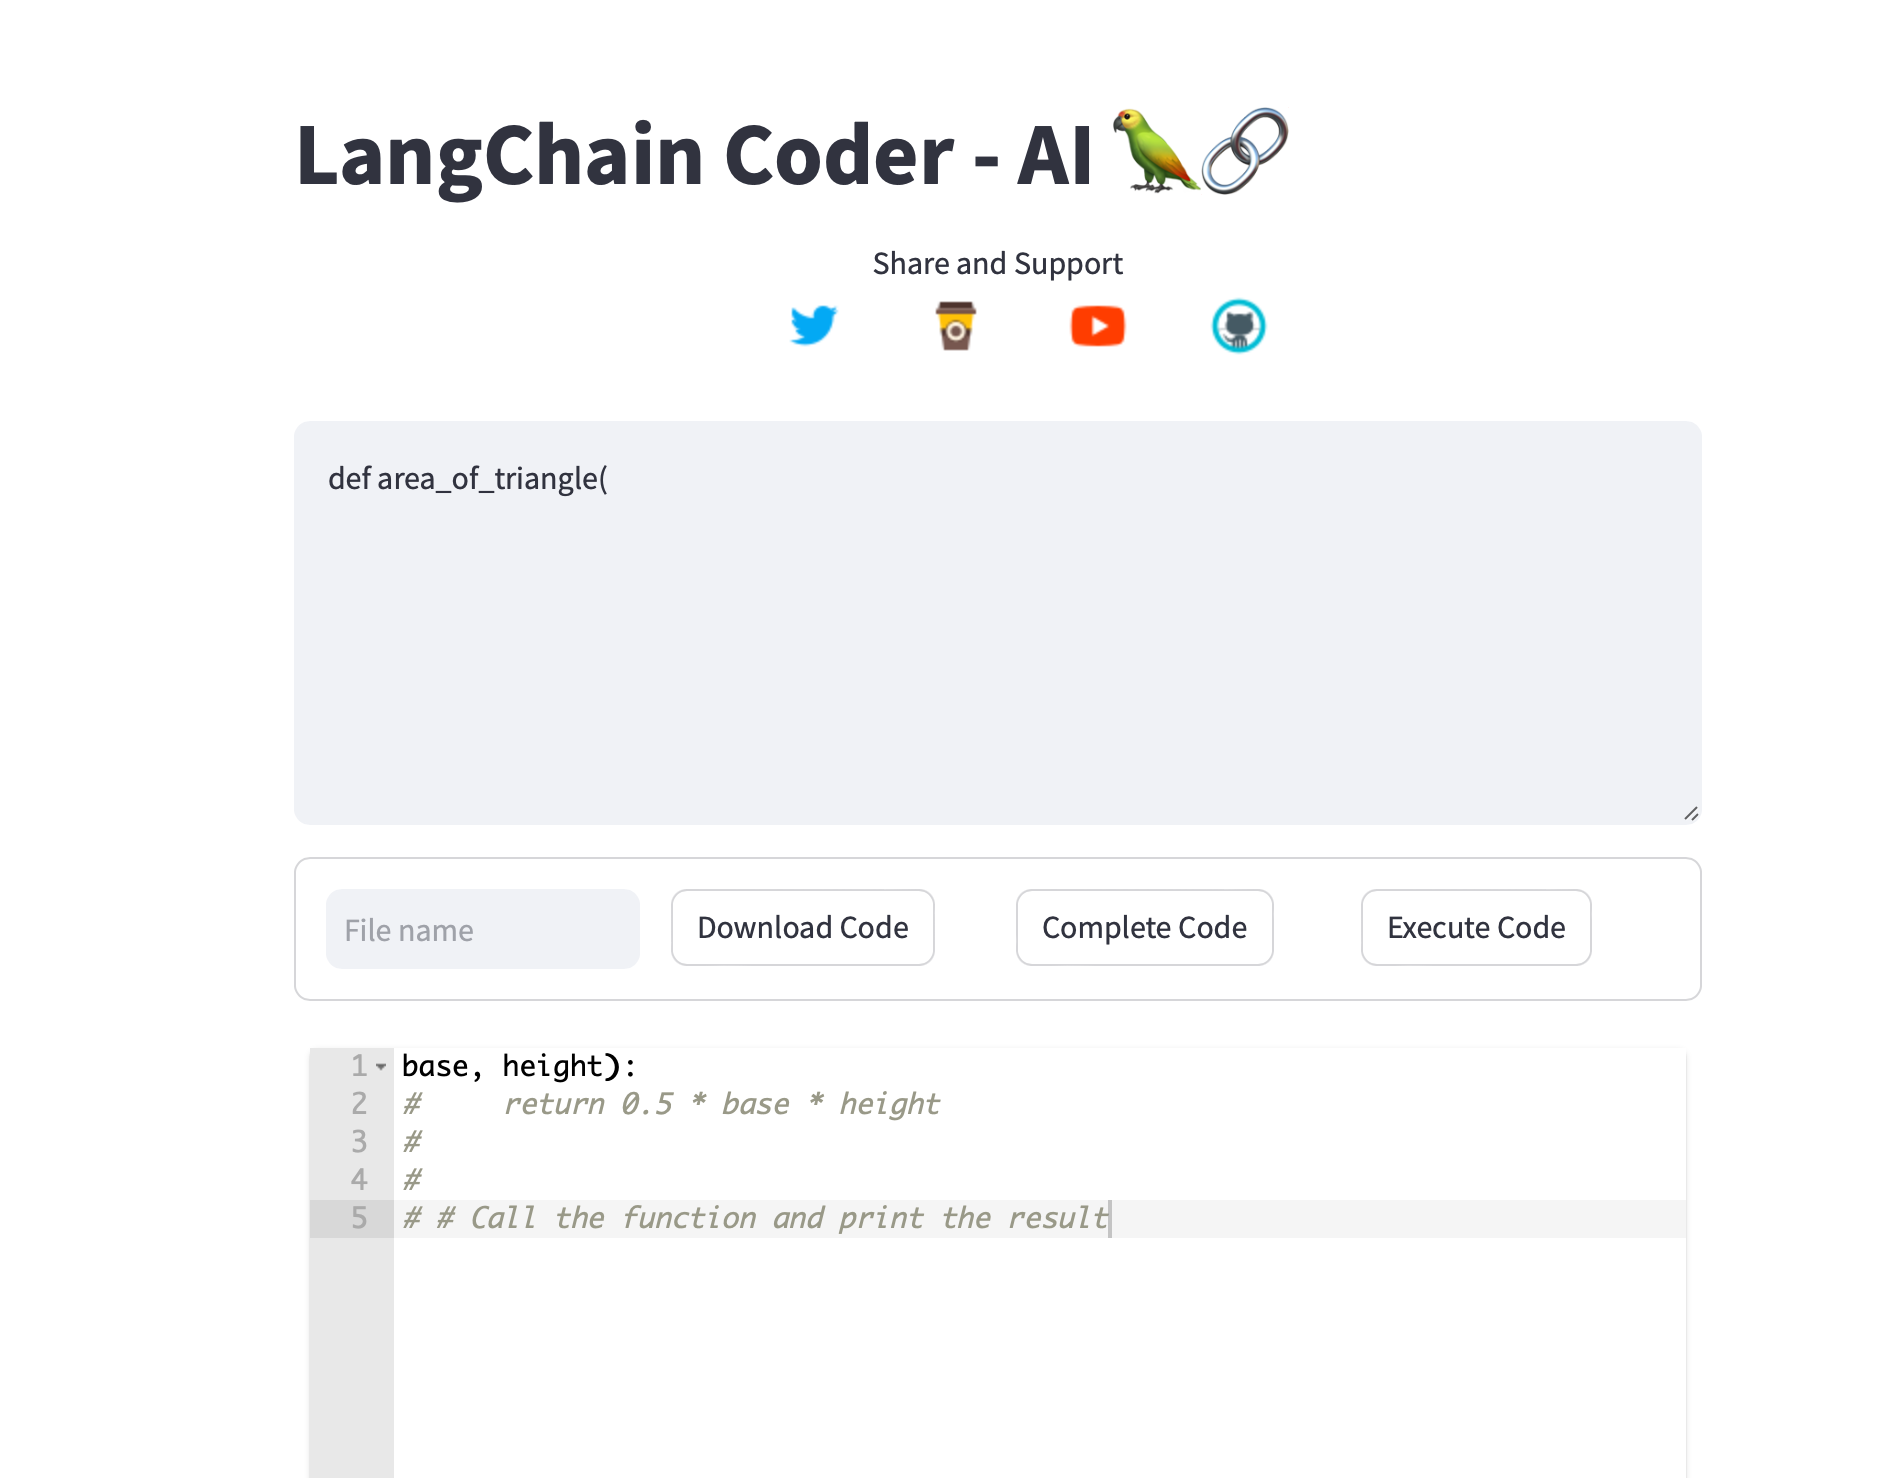 LangChain Coder - AI 🦜🔗
Share and Support
def area_of_triangle(
File name
Download Code
Complete Code
Execute Code
1 base, height):
2 #     return 0.5 * base * height
3 #
4 #
5 # # Call the function and print the result